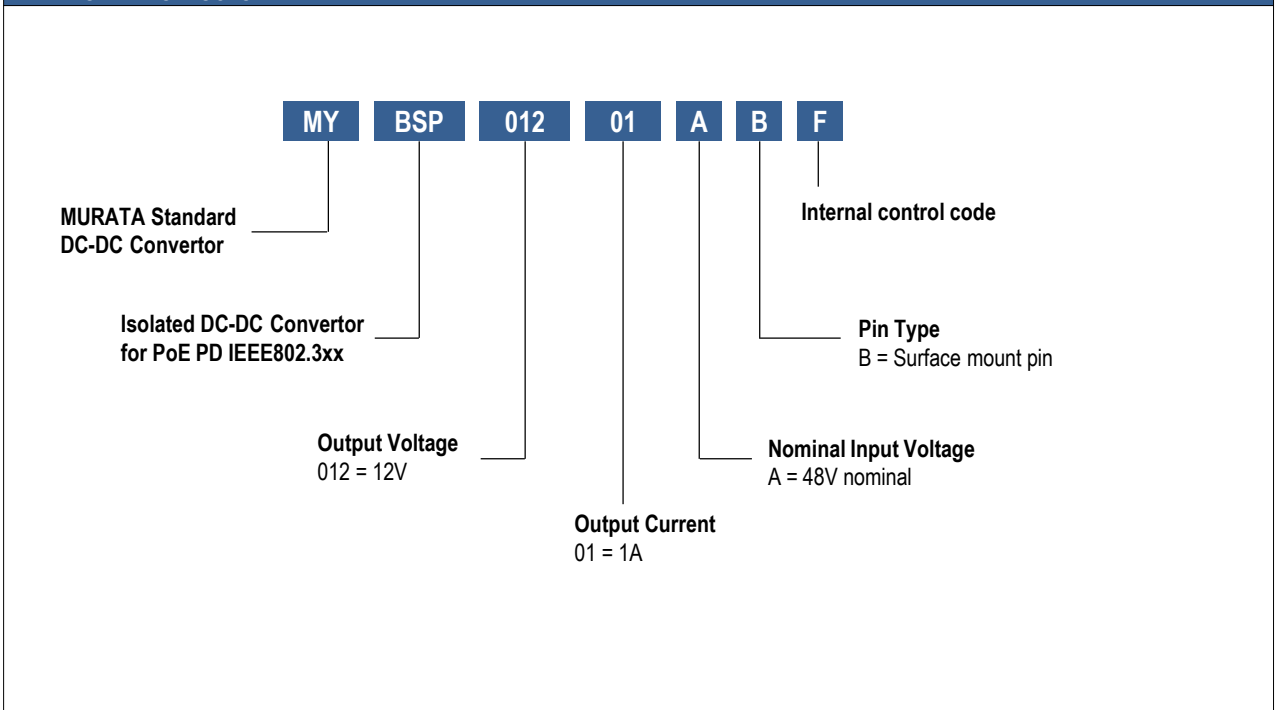 MY BSP 012 01 A B F
MURATA Standard
DC-DC Convertor
Internal control code
Isolated DC-DC Convertor
for PoE PD IEEE802.3xx
Pin Type
B = Surface mount pin
Output Voltage
012 = 12V
Nominal Input Voltage
A = 48V nominal
Output Current
01 = 1A